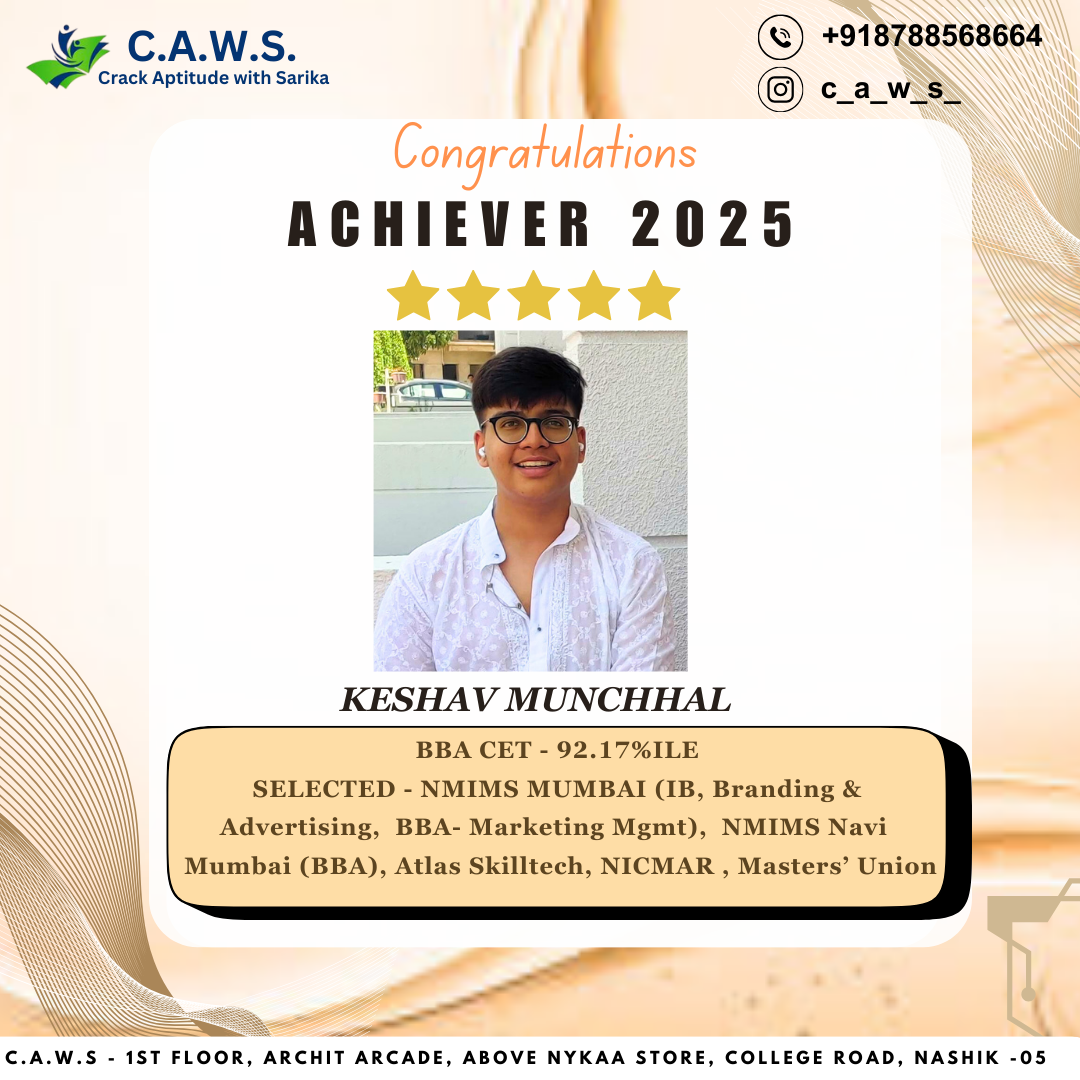 C.A.W.S.
Crack Aptitude with Sarika
+918788568664
c_a_w_s_
Congratulations
ACHIEVER 2025
KESHAV MUNCHHAL
BBA CET - 92.17%ILE
SELECTED - NMIMS MUMBAI (IB, Branding &
Advertising, BBA- Marketing Mgmt), NMIMS Navi
Mumbai (BBA), Atlas Skilltech, NICMAR , Masters’ Union
C.A.W.S - 1ST FLOOR, ARCHIT ARCADE, ABOVE NYKAA STORE, COLLEGE ROAD, NASHIK -05